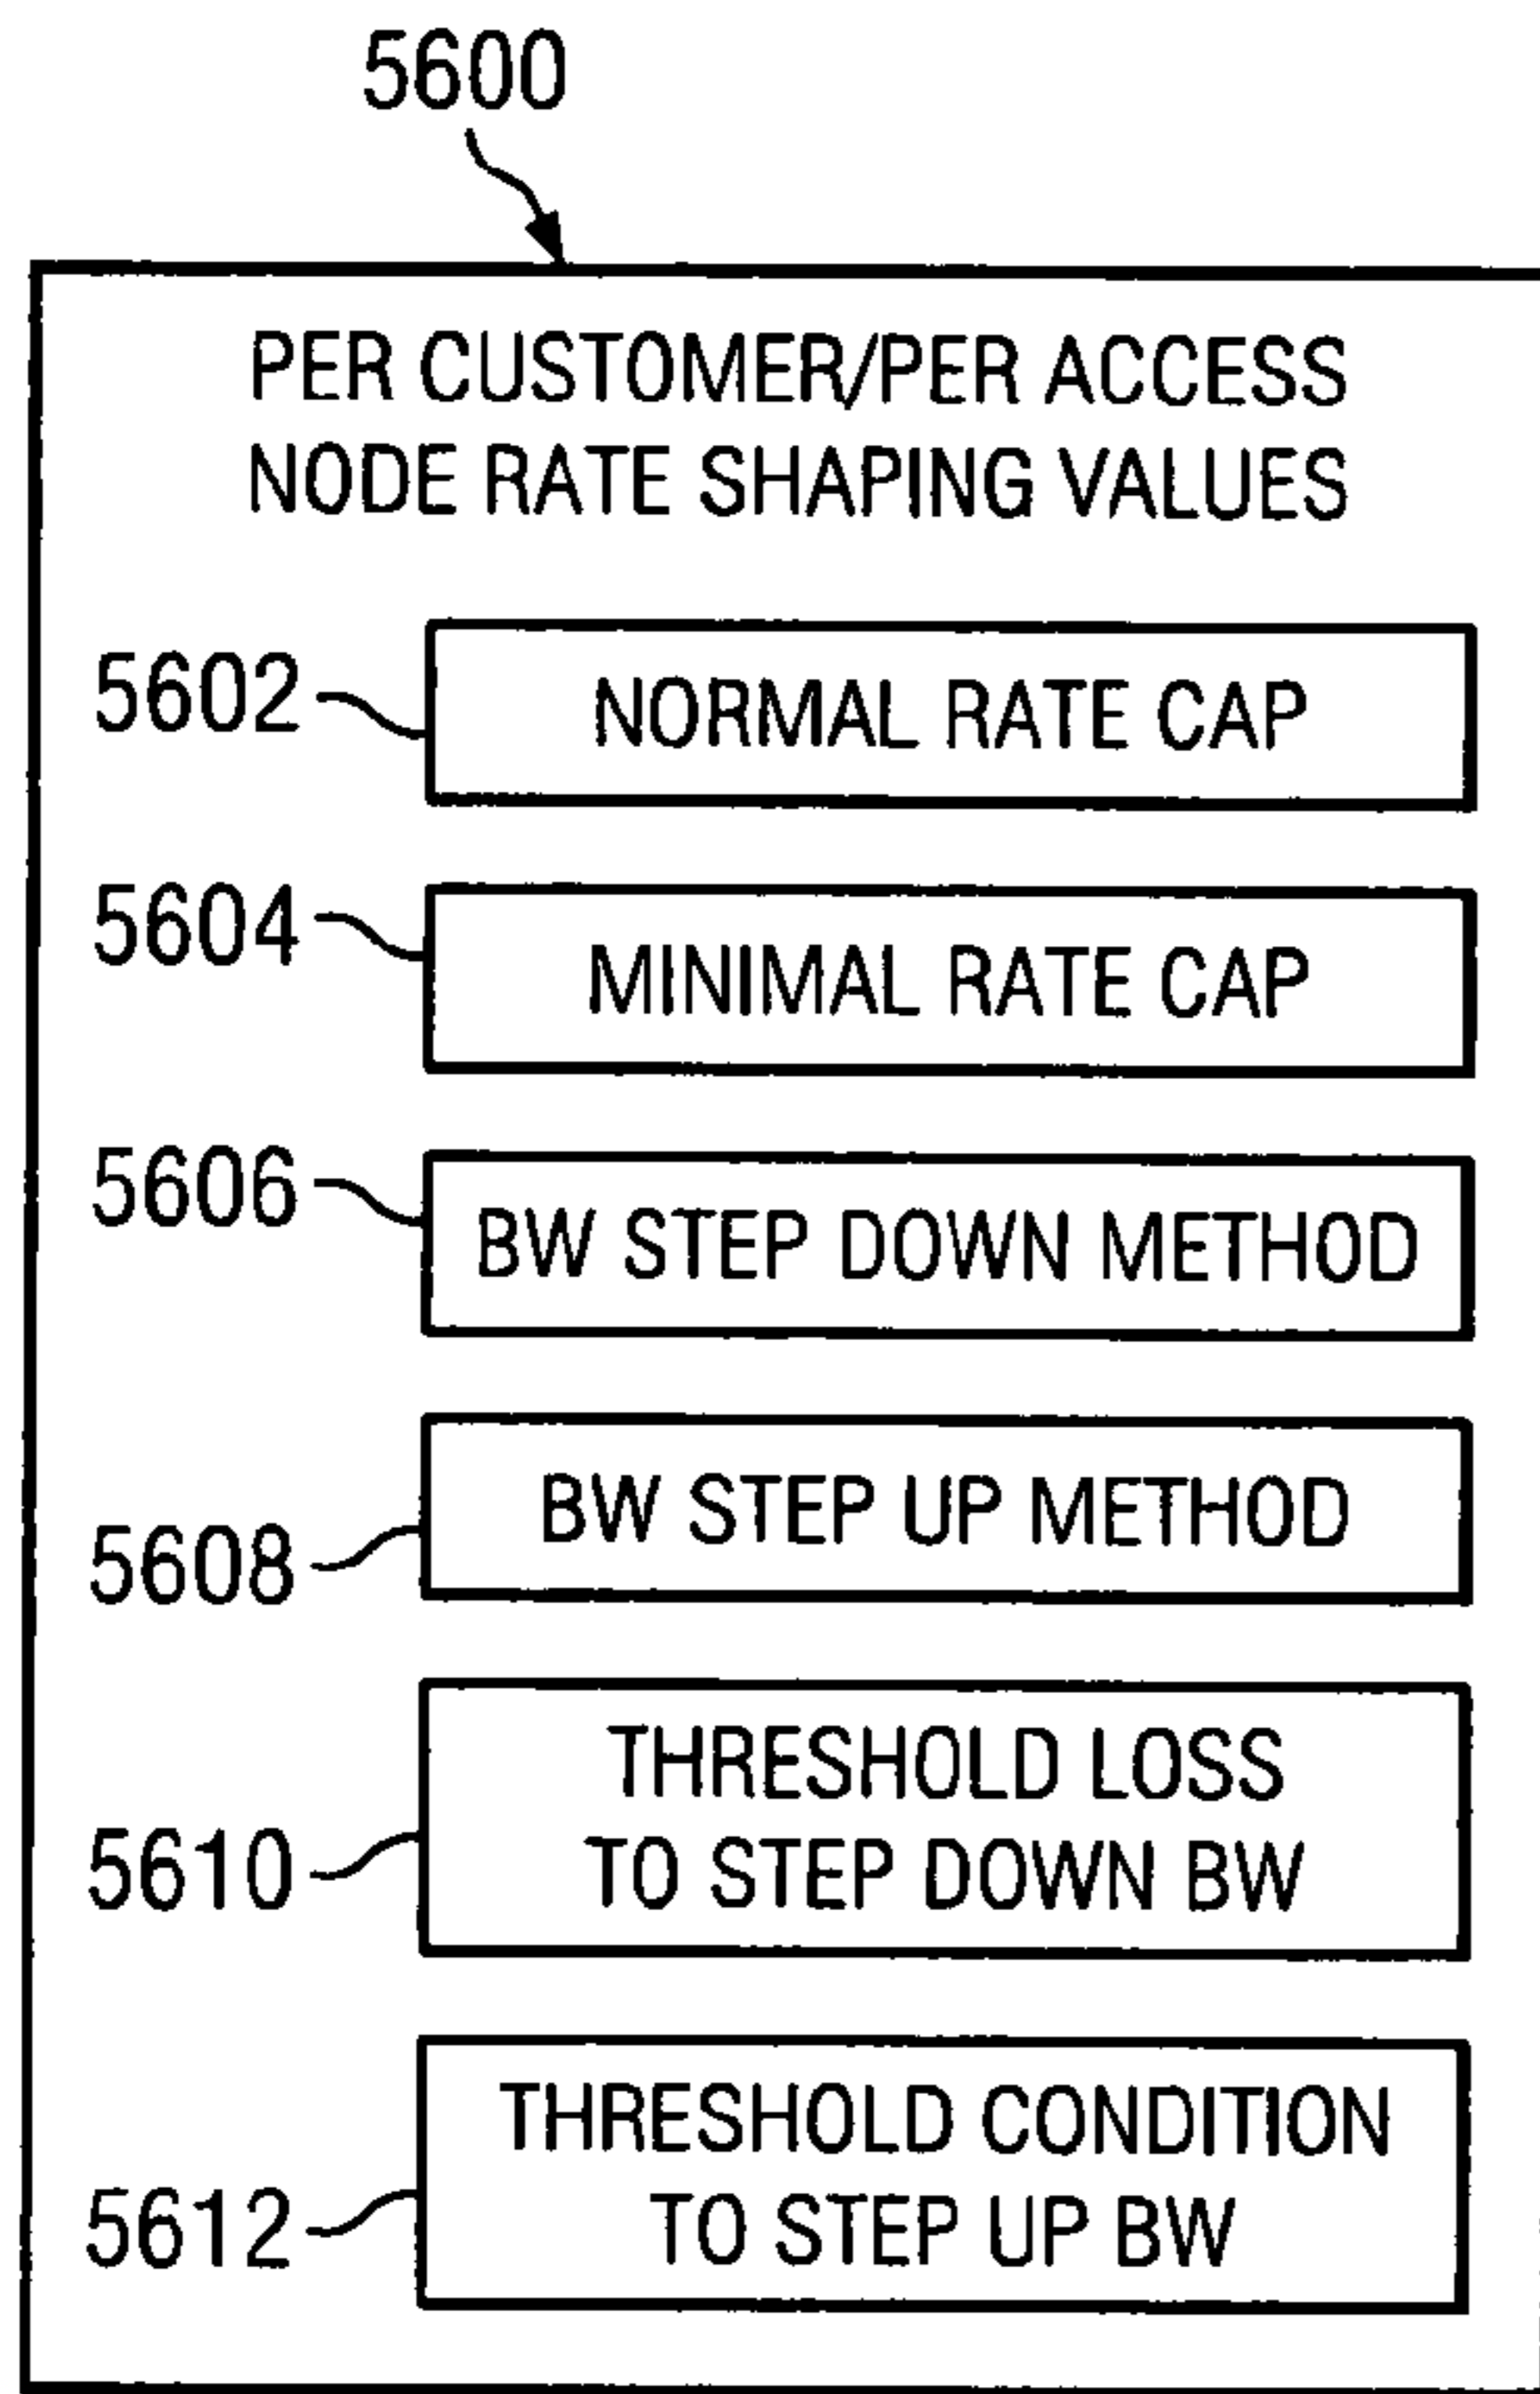 5600
PER CUSTOMER/PER ACCESS
NODE RATE SHAPING VALUES
5602
NORMAL RATE CAP
5604
MINIMAL RATE CAP
5606
BW STEP DOWN METHOD
5608
BW STEP UP METHOD
5610
THRESHOLD LOSS
TO STEP DOWN BW
5612
THRESHOLD CONDITION
TO STEP UP BW